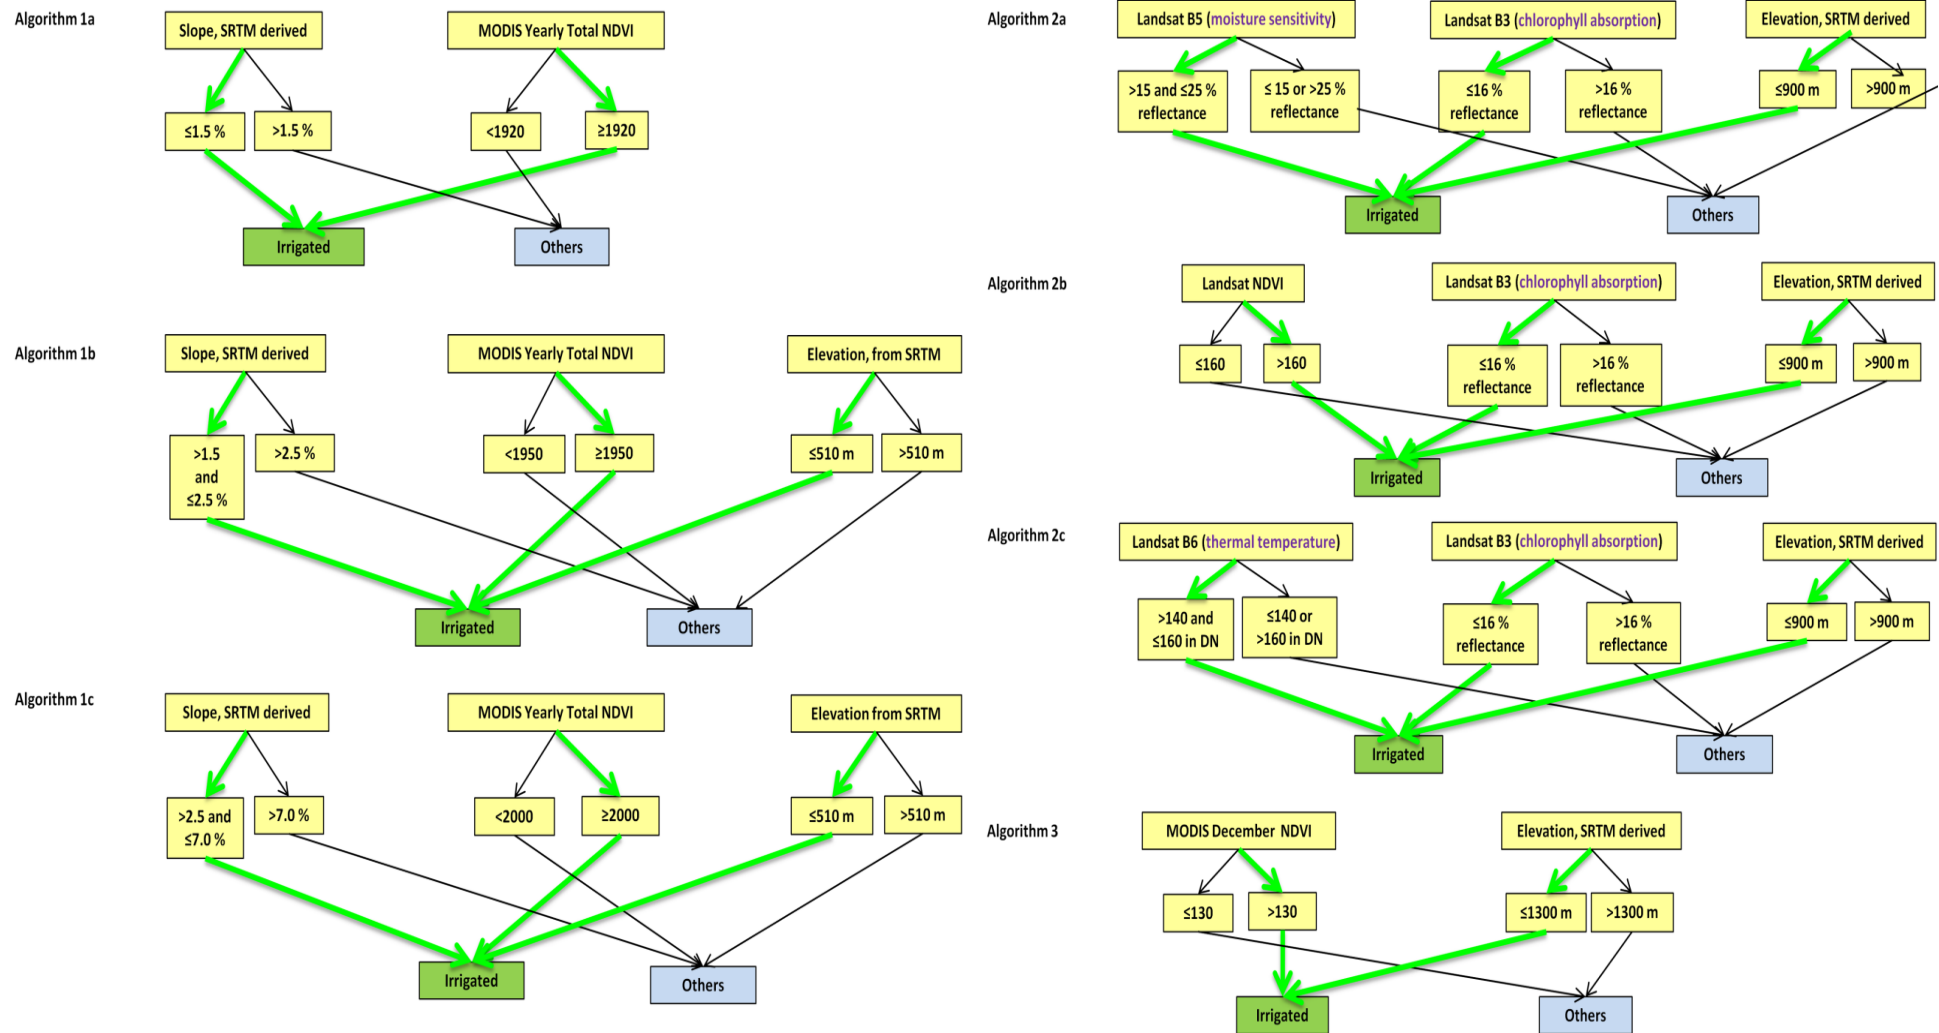 Algorithm 1a
Slope, SRTM derived
MODIS Yearly Total NDVI
≤1.5 %
>1.5 %
<1920
≥1920
Irrigated
Others
Algorithm 1b
Slope, SRTM derived
MODIS Yearly Total NDVI
Elevation, from SRTM
>1.5
and
≤2.5 %
>2.5 %
<1950
≥1950
≤510 m
>510 m
Irrigated
Others
Algorithm 1c
Slope, SRTM derived
MODIS Yearly Total NDVI
Elevation from SRTM
>2.5 and
≤7.0 %
>7.0 %
<2000
≥2000
≤510 m
>510 m
Irrigated
Others
Algorithm 2a
Landsat B5 (moisture sensitivity)
Landsat B3 (chlorophyll absorption)
Elevation, SRTM derived
>15 and ≤25 %
reflectance
≤ 15 or >25 %
reflectance
≤16 %
reflectance
>16 %
reflectance
≤900 m
>900 m
Irrigated
Others
Algorithm 2b
Landsat NDVI
Landsat B3 (chlorophyll absorption)
Elevation, SRTM derived
≤160
>160
≤16 %
reflectance
>16 %
reflectance
≤900 m
>900 m
Irrigated
Others
Algorithm 2c
Landsat B6 (thermal temperature)
Landsat B3 (chlorophyll absorption)
Elevation, SRTM derived
>140 and
≤160 in DN
≤140 or
>160 in DN
≤16 %
reflectance
>16 %
reflectance
≤900 m
>900 m
Irrigated
Others
Algorithm 3
MODIS December NDVI
Elevation, SRTM derived
≤130
>130
≤1300 m
>1300 m
Irrigated
Others